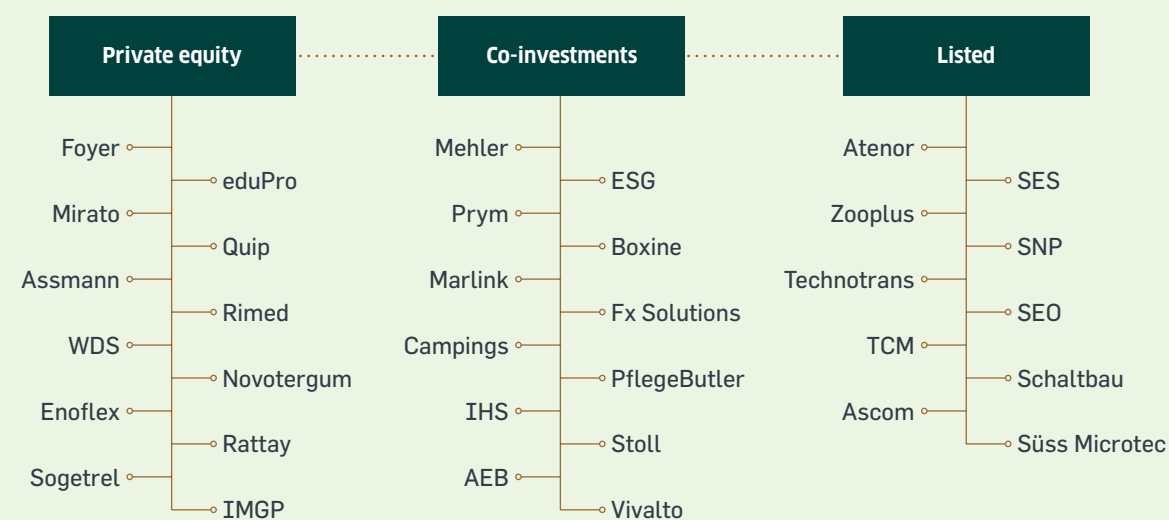 Private equity
Foyer
eduPro
Mirato
Quip
Assmann
Rimed
WDS
Novotergum
Enoflex
Rattay
Sogetrel
IMGP
Co-investments
Mehler
ESG
Prym
Boxine
Marlink
Fx Solutions
Campings
PflegeButler
IHS
Stoll
AEB
Vivalto
Listed
Atenor
SES
Zooplus
SNP
Technotrans
SEO
TCM
Schaltbau
Ascom
Süss Microtec